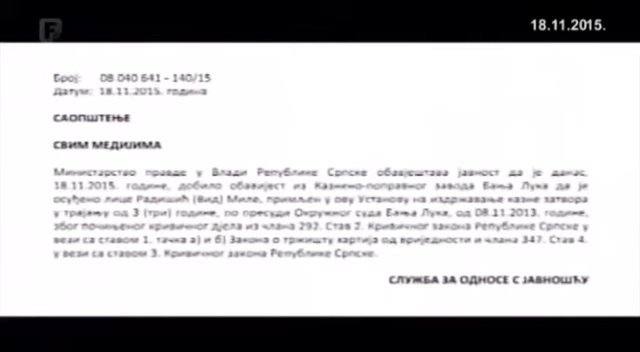 F
18.11.2015.
Број: 08 040 641 - 140/15
Датум: 18.11.2015. година
САОПШТЕЊЕ
СВИМ МЕДИЈИМА
Министарство правде у Влади Републике Српске обавјештава јавност да је данас,
18.11.2015. године, добило обавијест из Казнено-поправног завода Бања Лука да је
осуђено лице Радишић (Вид) Миле, примљен у ову Установу на издржавање казне затвора
у трајању од 3 (три) године, по пресуди Окружног суда Бања Лука, од 08.11.2013. године,
због почињеног кривичног дјела из члана 292. Став 2. Кривичног закона Републике Српске у
вези са ставом 1. тачка а) и б) Закона о тржишту хартија од вриједности и члана 347. Став 4.
у вези са ставом 3. Кривичног закона Републике Српске.
СЛУЖБА ЗА ОДНОСЕ С ЈАВНОШЋУ